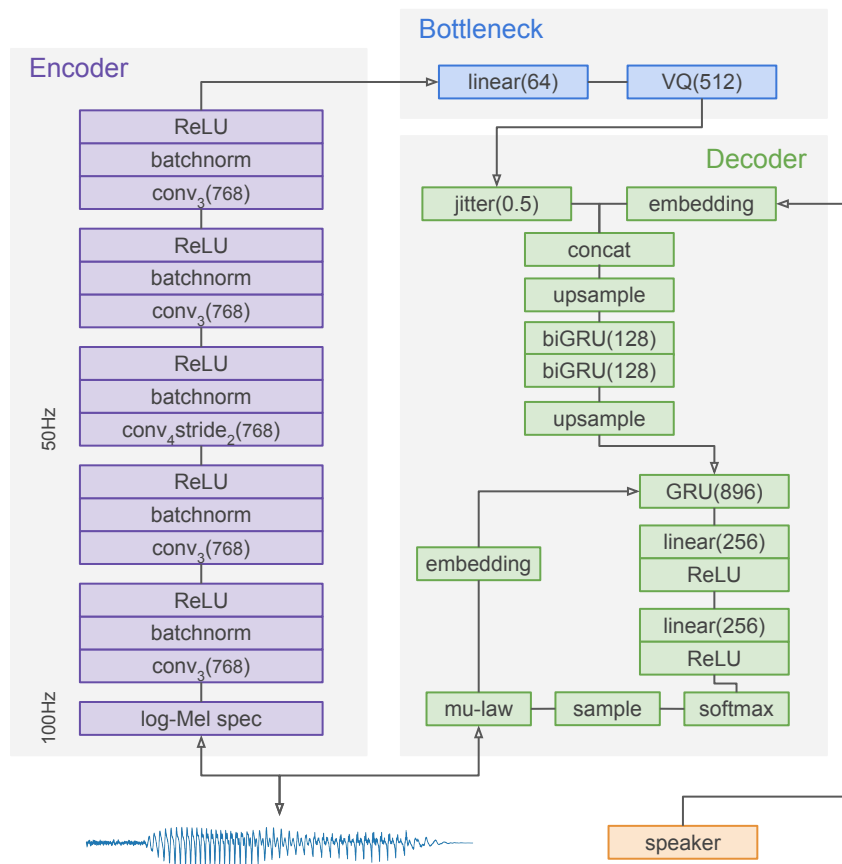 Encoder
ReLU
batchnorm
conv₃(768)
ReLU
batchnorm
conv₃(768)
ReLU
batchnorm
conv₄stride₂(768)
50Hz
ReLU
batchnorm
conv₃(768)
ReLU
batchnorm
conv₃(768)
log-Mel spec
100Hz
Bottleneck
linear(64)
VQ(512)
Decoder
jitter(0.5)
embedding
concat
upsample
biGRU(128)
biGRU(128)
upsample
GRU(896)
linear(256)
ReLU
embedding
linear(256)
ReLU
mu-law
sample
softmax
speaker